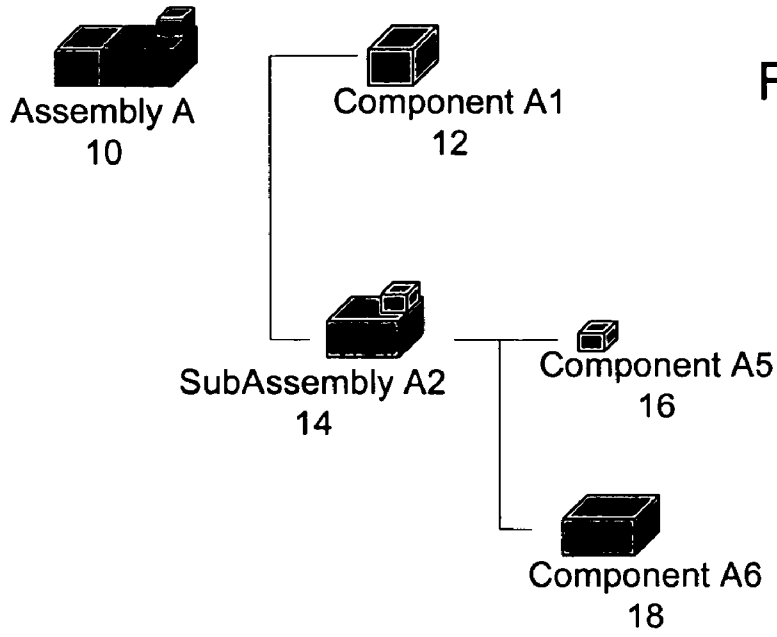 Assembly A
10
Component A1
12
F
SubAssembly A2
14
Component A5
16
Component A6
18